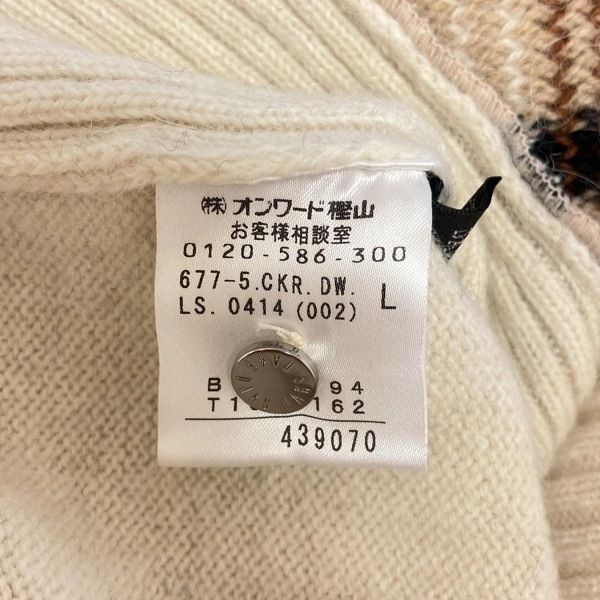 (株)オンワード樫山
お客様相談室
0120-586-300
677-5.CKR.DW.
LS. 0414 (002) L
B 94
T1 162
439070